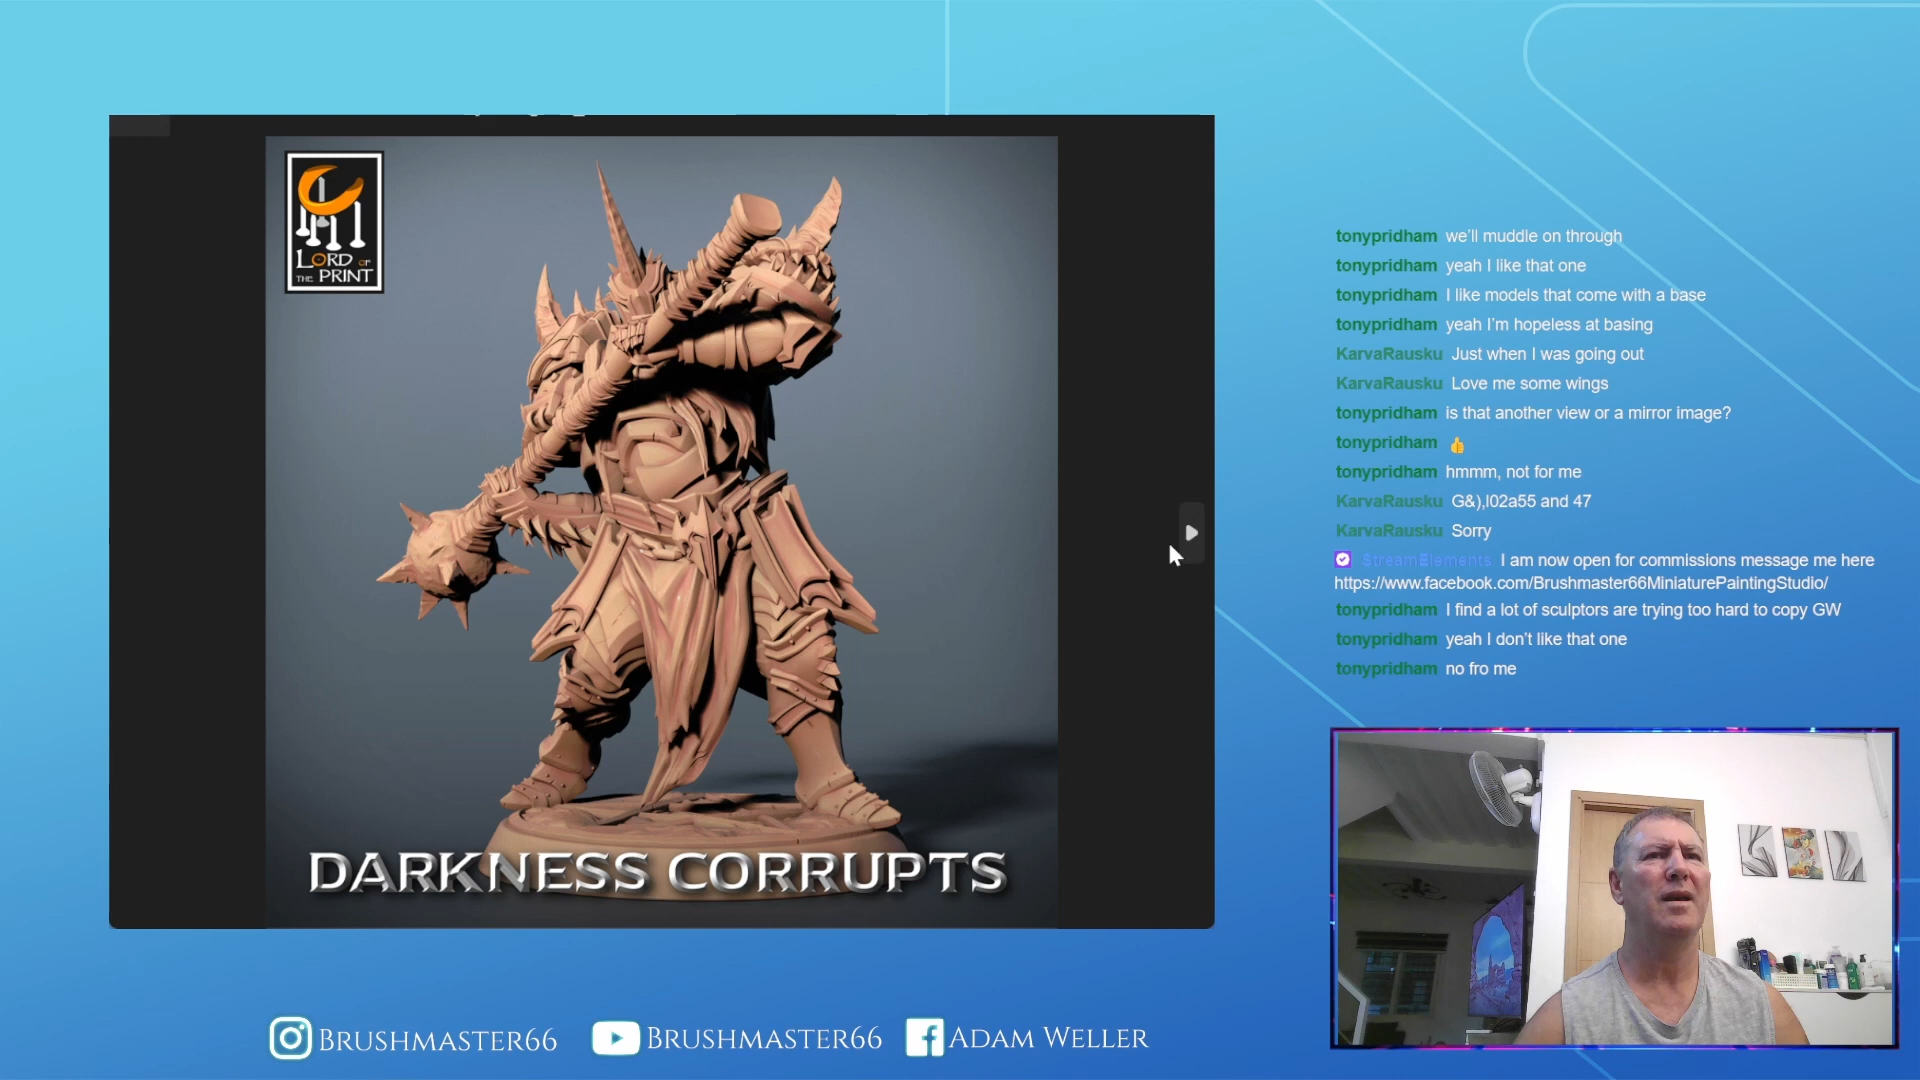 LORD OF
THE PRINT
DARKNESS CORRUPTS
tonypridham we'll muddle on through
tonypridham yeah I like that one
tonypridham I like models that come with a base
tonypridham yeah I'm hopeless at basing
KarvaRausku Just when I was going out
KarvaRausku Love me some wings
tonypridham is that another view or a mirror image?
tonypridham 👍
tonypridham hmmm, not for me
KarvaRausku G&),l02a55 and 47
KarvaRausku Sorry
StreamElements I am now open for commissions message me here
https://www.facebook.com/Brushmaster66MiniaturePaintingStudio/
tonypridham I find a lot of sculptors are trying too hard to copy GW
tonypridham yeah I don't like that one
tonypridham no fro me
BRUSHMASTER66
BRUSHMASTER66
ADAM WELLER